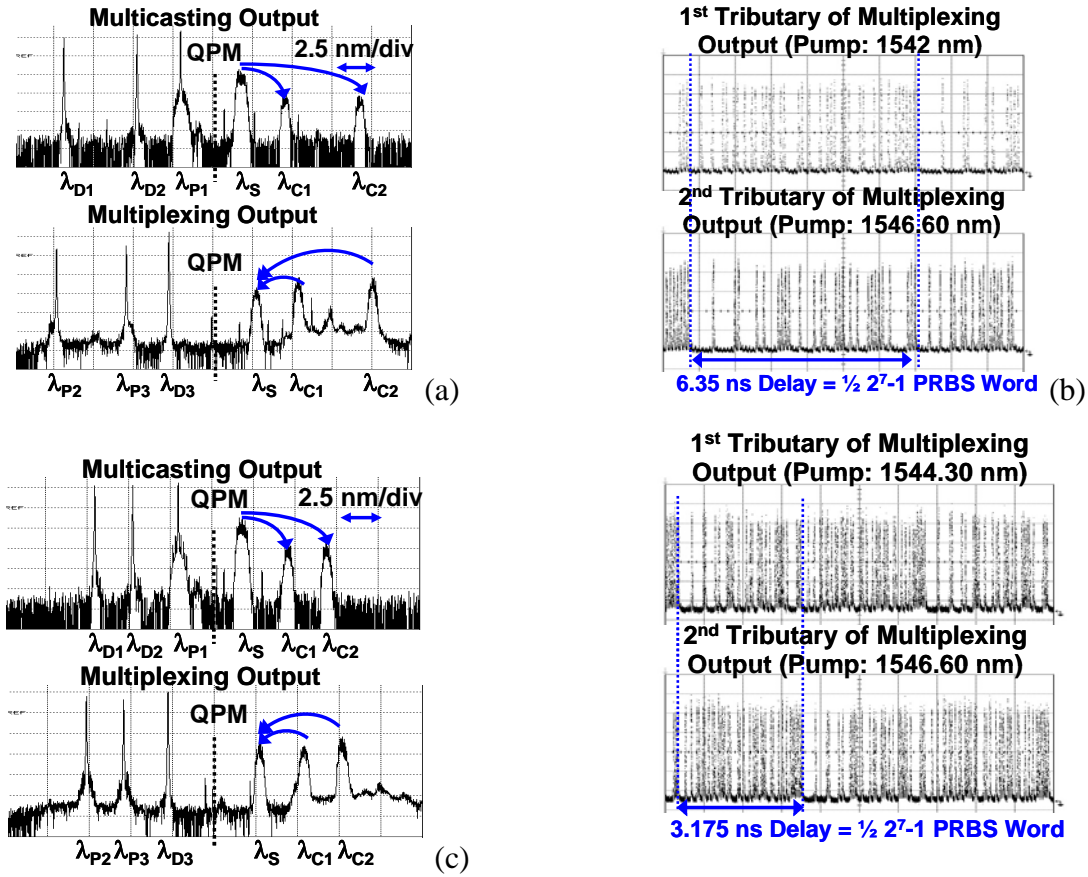 Multicasting Output
QPM 2.5 nm/div
REF
λD1 λD2 λP1 λS λC1 λC2
Multiplexing Output
QPM
λP2 λP3 λD3 λS λC1 λC2
(a)
1st Tributary of Multiplexing
Output (Pump: 1542 nm)
2nd Tributary of Multiplexing
Output (Pump: 1546.60 nm)
6.35 ns Delay = ½ 2⁷-1 PRBS Word
(b)
Multicasting Output
QPM 2.5 nm/div
REF
λD1 λD2 λP1 λS λC1 λC2
Multiplexing Output
QPM
REF
λP2 λP3 λD3 λS λC1 λC2
(c)
1st Tributary of Multiplexing
Output (Pump: 1544.30 nm)
2nd Tributary of Multiplexing
Output (Pump: 1546.60 nm)
3.175 ns Delay = ½ 2⁷-1 PRBS Word